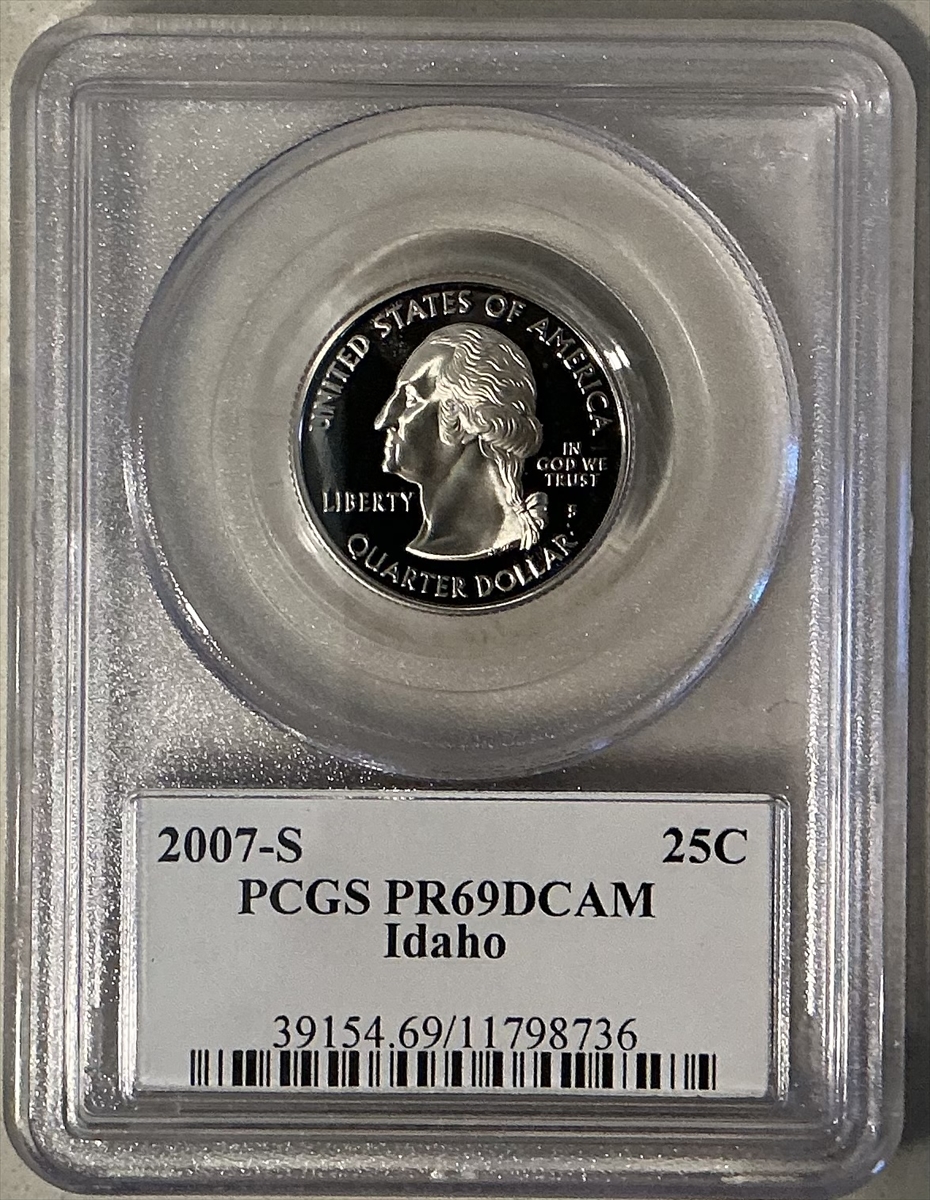 UNITED STATES OF AMERICA
IN
GOD WE
TRUST
LIBERTY
S
QUARTER DOLLAR
2007-S 25C
PCGS PR69DCAM
Idaho
39154.69/11798736